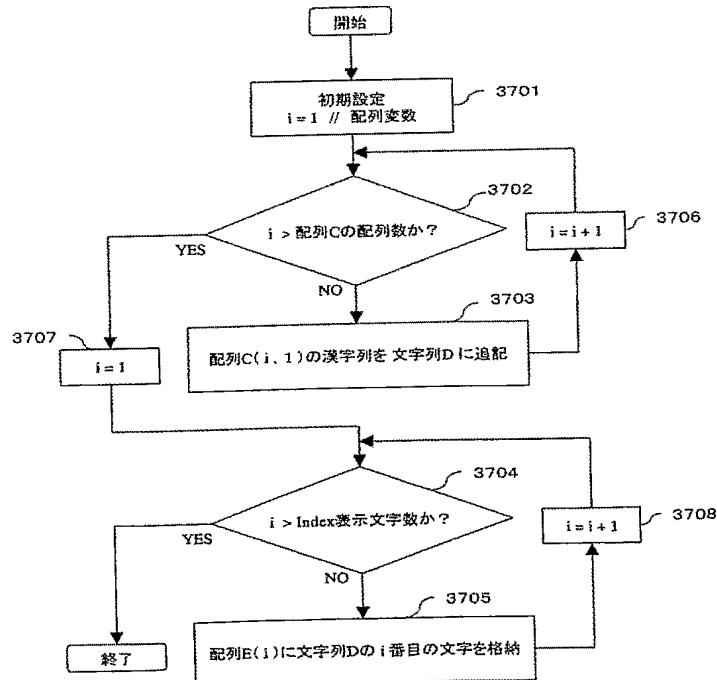 開始
初期設定
i = 1 // 配列変数
3701
3702
i > 配列Cの配列数か？
YES
NO
i = i + 1
3706
3703
配列C(i、1)の漢字列を 文字列D に追記
3707
i = 1
3704
i > Index表示文字数か？
YES
NO
i = i + 1
3708
3705
配列E(i)に文字列Dの i 番目の文字を格納
終了